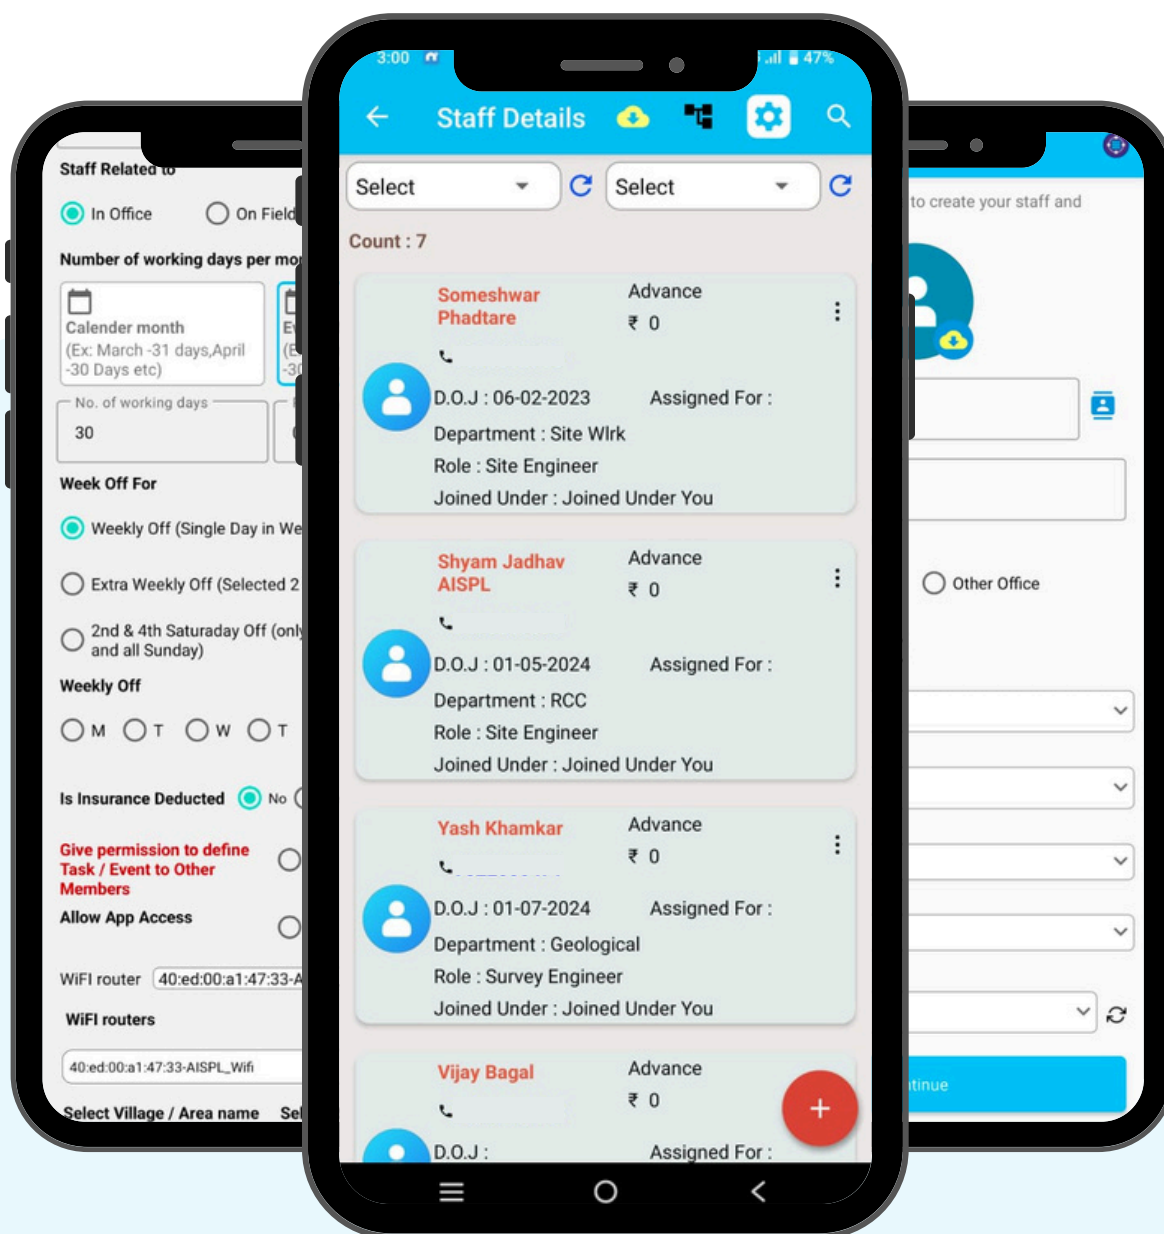 Staff Related to
In Office
On Field
Number of working days per mo
Calender month
(Ex: March -31 days,April
-30 Days etc)
No. of working days
30
Week Off For
Weekly Off (Single Day in We
Extra Weekly Off (Selected 2
2nd & 4th Saturaday Off (only
and all Sunday)
Weekly Off
M T W T
Is Insurance Deducted No
Give permission to define
Task / Event to Other
Members
Allow App Access
WiFI router 40:ed:00:a1:47:33-A
WiFI routers
40:ed:00:a1:47:33-AISPL_Wifi
Select Village / Area name Sel
3:00
47%
Staff Details
Select
Select
Count : 7
Someshwar
Phadtare
Advance
₹ 0
D.O.J : 06-02-2023
Assigned For :
Department : Site Wlrk
Role : Site Engineer
Joined Under : Joined Under You
Shyam Jadhav
AISPL
Advance
₹ 0
D.O.J : 01-05-2024
Assigned For :
Department : RCC
Role : Site Engineer
Joined Under : Joined Under You
Yash Khamkar
Advance
₹ 0
D.O.J : 01-07-2024
Assigned For :
Department : Geological
Role : Survey Engineer
Joined Under : Joined Under You
Vijay Bagal
Advance
₹ 0
D.O.J :
Assigned For :
to create your staff and
Other Office
tinue